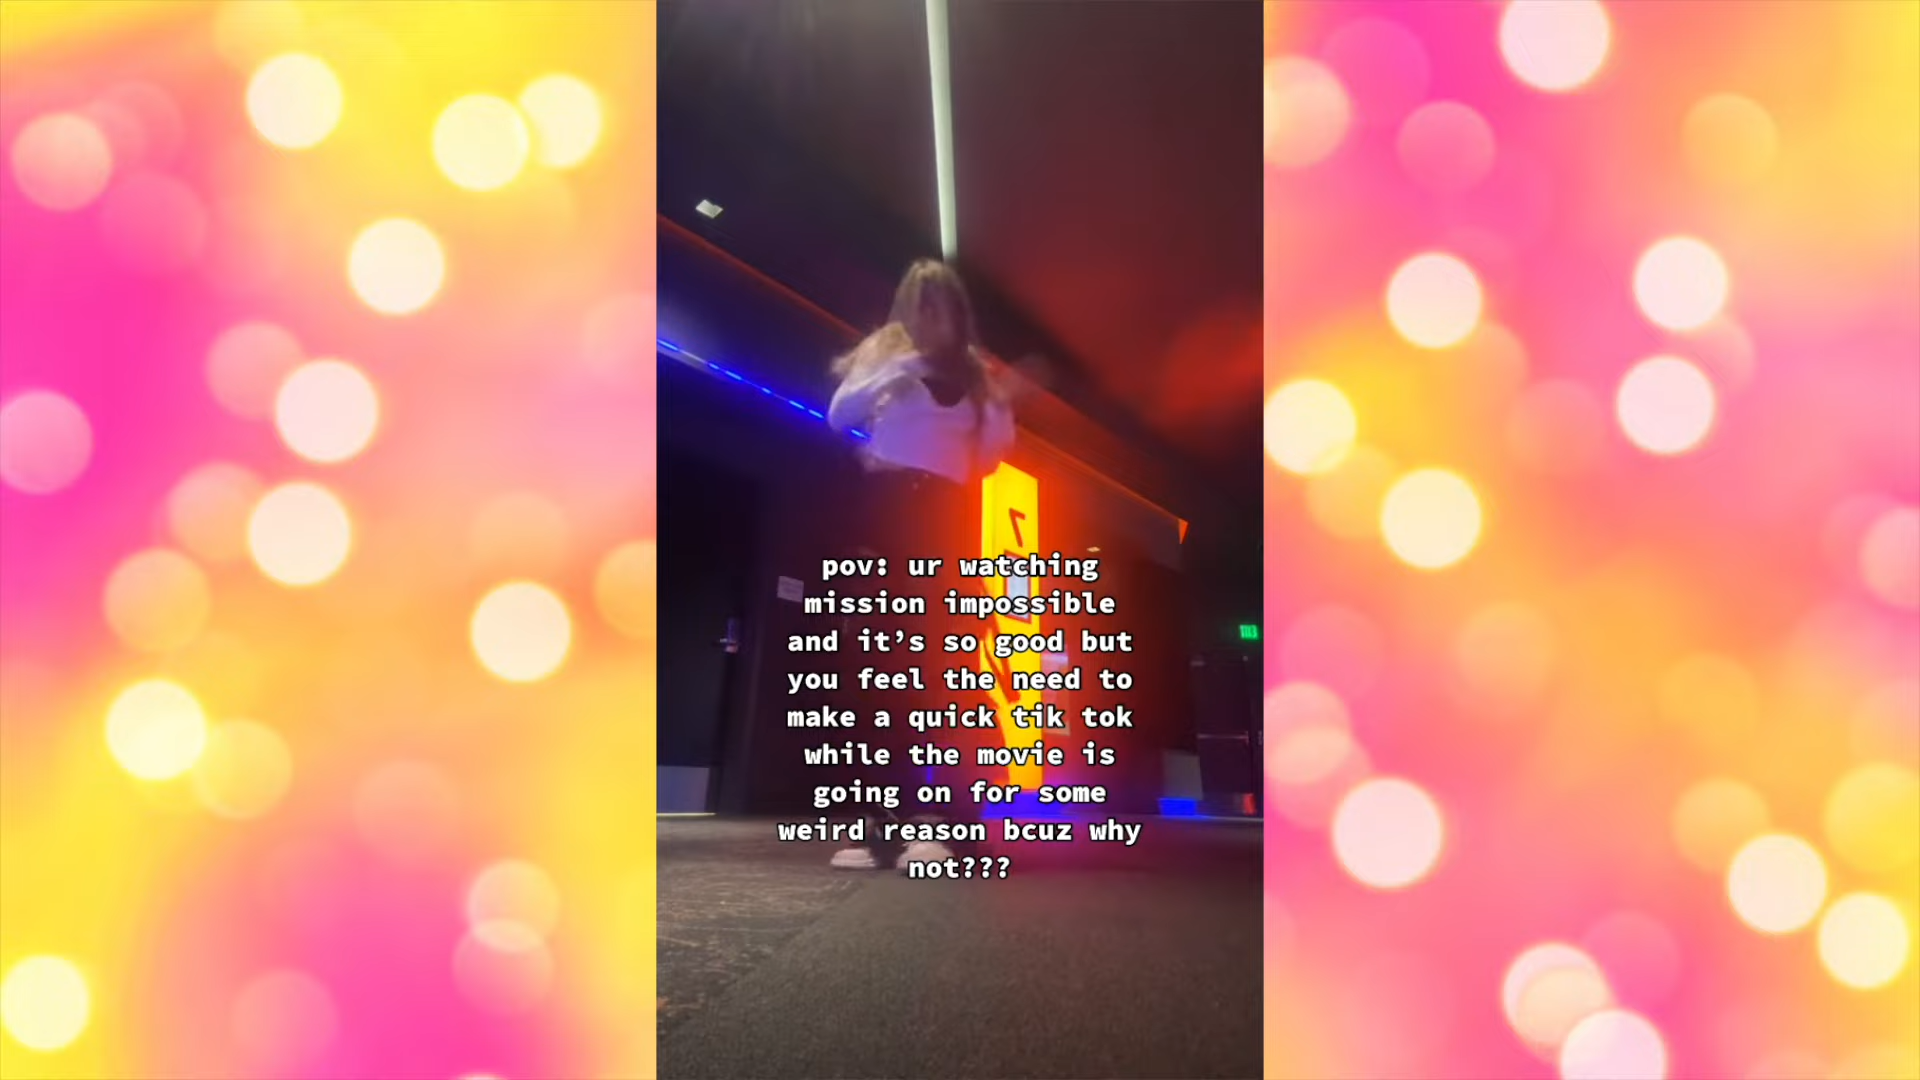 7
pov: ur watching
mission impossible
and it's so good but
you feel the need to
make a quick tik tok
while the movie is
going on for some
weird reason bcuz why
not???